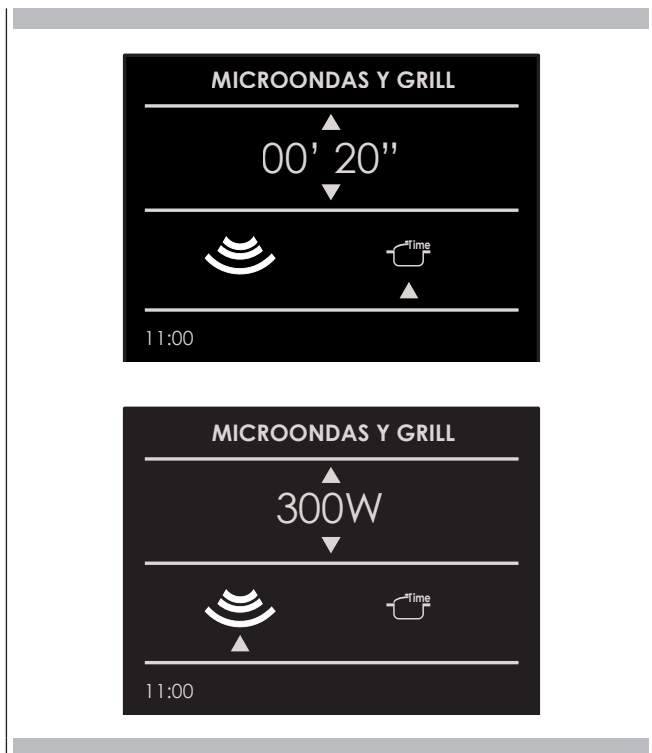 MICROONDAS Y GRILL
00’ 20”
Time
11:00
MICROONDAS Y GRILL
300W
Time
11:00